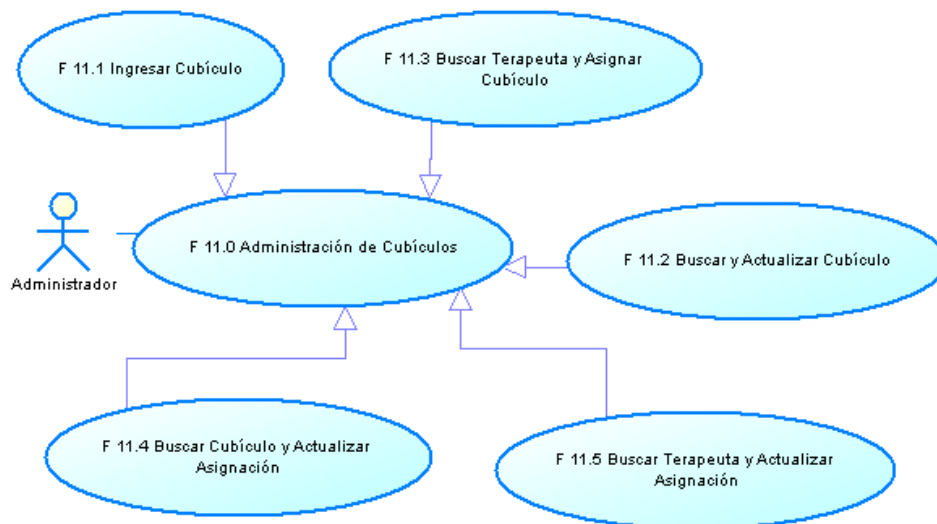 F 11.1 Ingresar Cubículo
F 11.3 Buscar Terapeuta y Asignar
Cubículo
F 11.0 Administración de Cubículos
F 11.2 Buscar y Actualizar Cubículo
Administrador
F 11.4 Buscar Cubículo y Actualizar
Asignación
F 11.5 Buscar Terapeuta y Actualizar
Asignación